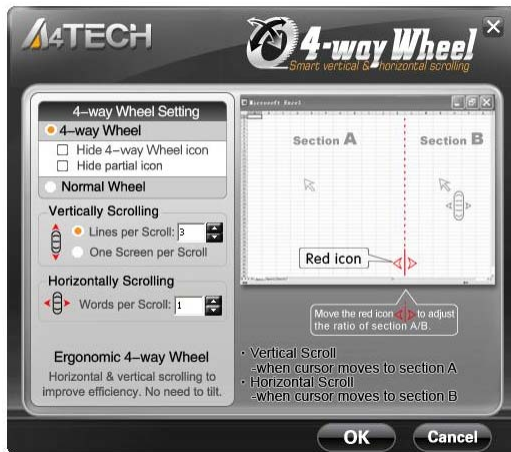 A4TECH
4-way Wheel
Smart vertical & horizontal scrolling
4-way Wheel Setting
4-way Wheel
Hide 4-way Wheel icon
Hide partial icon
Normal Wheel
Vertically Scrolling
Lines per Scroll: 3
One Screen per Scroll
Horizontally Scrolling
Words per Scroll: 1
Ergonomic 4-way Wheel
Horizontal & vertical scrolling to
improve efficiency. No need to tilt.
Microsoft Excel
Section A
Section B
Red icon
Move the red icon to adjust
the ratio of section A/B.
· Vertical Scroll
-when cursor moves to section A
· Horizontal Scroll
-when cursor moves to section B
OK
Cancel